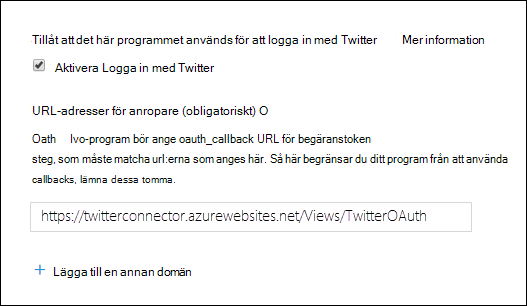 Tillåt att det här programmet används för att logga in med Twitter Mer information
Aktivera Logga in med Twitter
URL-adresser för anropare (obligatoriskt) O
Oath Ivo-program bör ange oauth_callback URL för begäranstoken
steg, som måste matcha url:erna som anges här. Så här begränsar du ditt program från att använda
callbacks, lämna dessa tomma.
https://twitterconnector.azurewebsites.net/Views/TwitterOAuth
+ Lägga till en annan domän